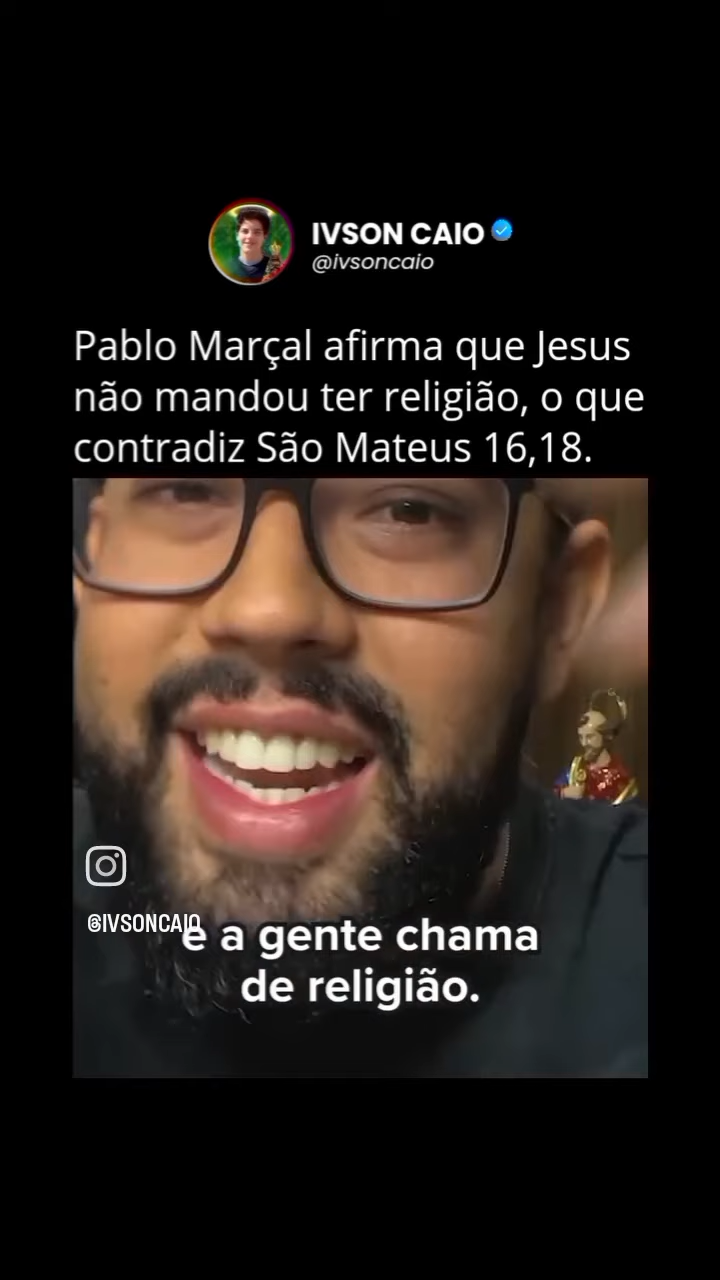 IVSON CAIO
@ivsoncaio
Pablo Marçal afirma que Jesus
não mandou ter religião, o que
contradiz São Mateus 16,18.
@IVSONCAIO
e a gente chama
de religião.